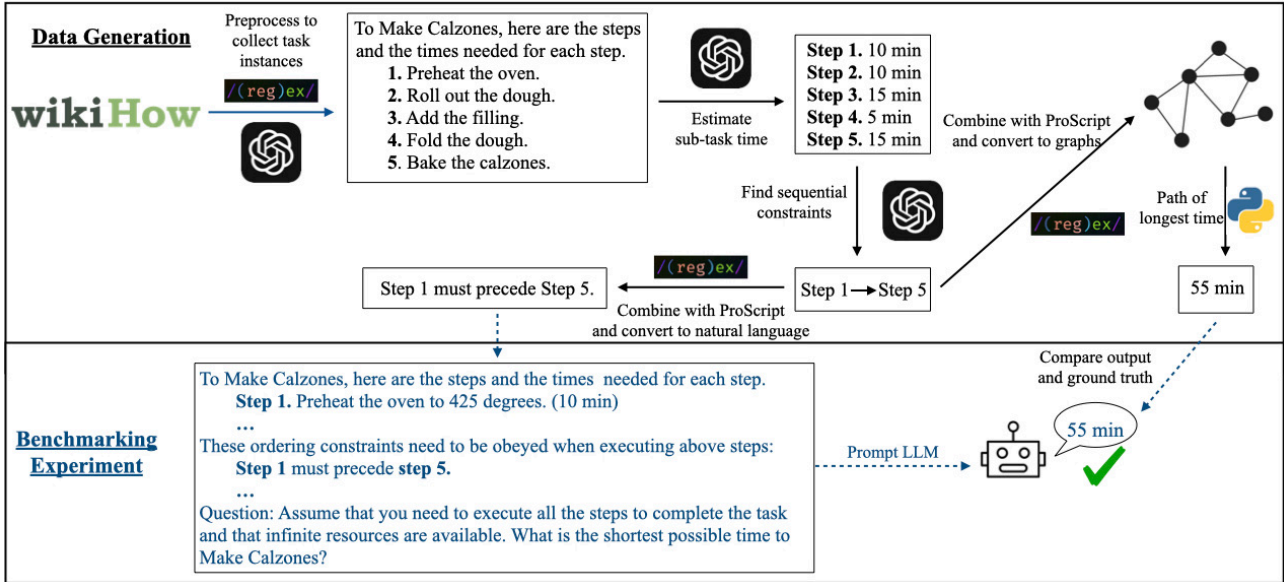 Data Generation
Preprocess to
collect task
instances
/(reg)ex/
wikiHow
To Make Calzones, here are the steps
and the times needed for each step.
1. Preheat the oven.
2. Roll out the dough.
3. Add the filling.
4. Fold the dough.
5. Bake the calzones.
Estimate
sub-task time
Step 1. 10 min
Step 2. 10 min
Step 3. 15 min
Step 4. 5 min
Step 5. 15 min
Combine with ProScript
and convert to graphs
/(reg)ex/
Path of
longest time
55 min
Find sequential
constraints
Step 1 → Step 5
/(reg)ex/
Combine with ProScript
and convert to natural language
Step 1 must precede Step 5.
Benchmarking
Experiment
To Make Calzones, here are the steps and the times needed for each step.
Step 1. Preheat the oven to 425 degrees. (10 min)
...
These ordering constraints need to be obeyed when executing above steps:
Step 1 must precede step 5.
...
Question: Assume that you need to execute all the steps to complete the task
and that infinite resources are available. What is the shortest possible time to
Make Calzones?
Prompt LLM
55 min
Compare output
and ground truth